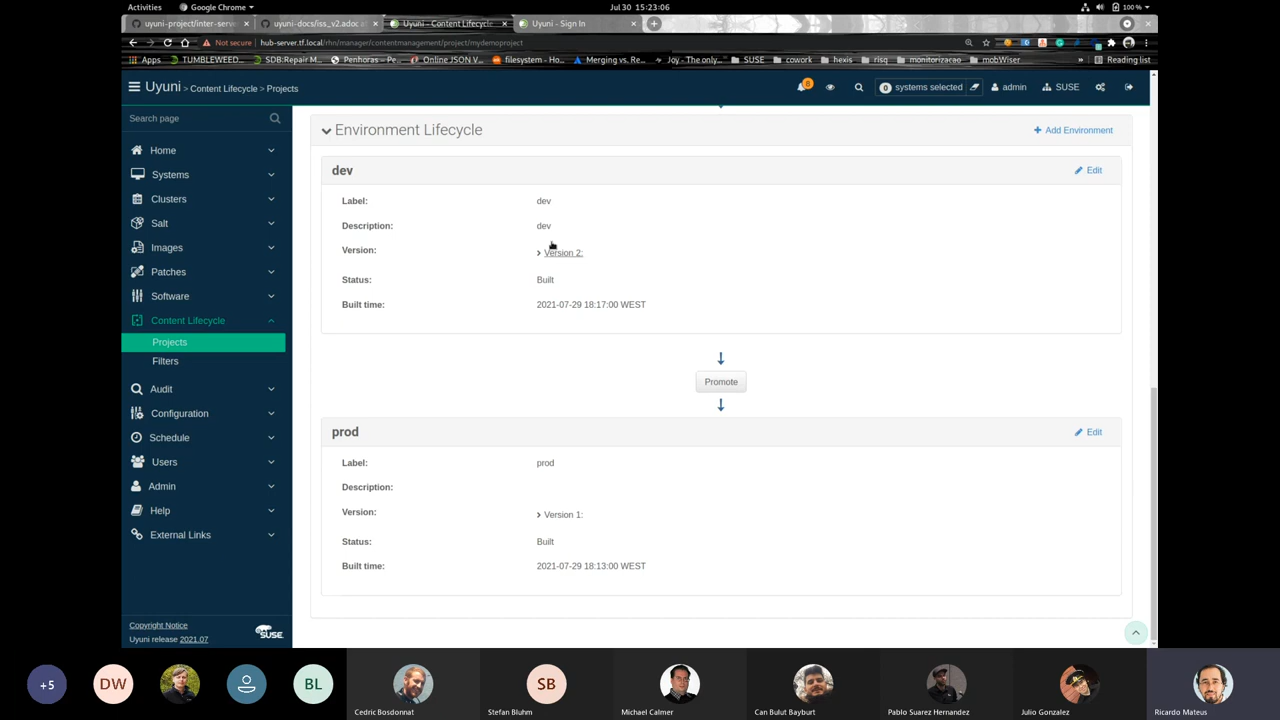 Activities
Google Chrome
Jul 30 15:23:06
100 %
uyuni-project/inter-serve
uyuni-docs/iss_v2.adoc a
Uyuni - Content Lifecycle
Uyuni - Sign In
Not secure
hub-server.tf.local/rhn/manager/contentmanagement/project/mydemoproject
Apps
TUMBLEWEED...
SDB:Repair M...
Penhoras - Pe...
Online JSON V...
filesystem - Ho...
Merging vs. Re...
Joy - The only...
SUSE
cowork
hexis
risq
monitorizacao
mobWiser
»
Reading list
Uyuni > Content Lifecycle > Projects
0 systems selected
admin
SUSE
Search page
Home
Systems
Clusters
Salt
Images
Patches
Software
Content Lifecycle
Projects
Filters
Audit
Configuration
Schedule
Users
Admin
Help
External Links
Copyright Notice
Uyuni release 2021.07
SUSE
Environment Lifecycle
+ Add Environment
dev
Edit
Label: dev
Description: dev
Version: Version 2:
Status: Built
Built time: 2021-07-29 18:17:00 WEST
Promote
prod
Edit
Label: prod
Description:
Version: Version 1:
Status: Built
Built time: 2021-07-29 18:13:00 WEST
+5
DW
BL
Cedric Bosdonnat
SB
Stefan Bluhm
Michael Calmer
Can Bulut Bayburt
Pablo Suarez Hernandez
Julio Gonzalez
Ricardo Mateus